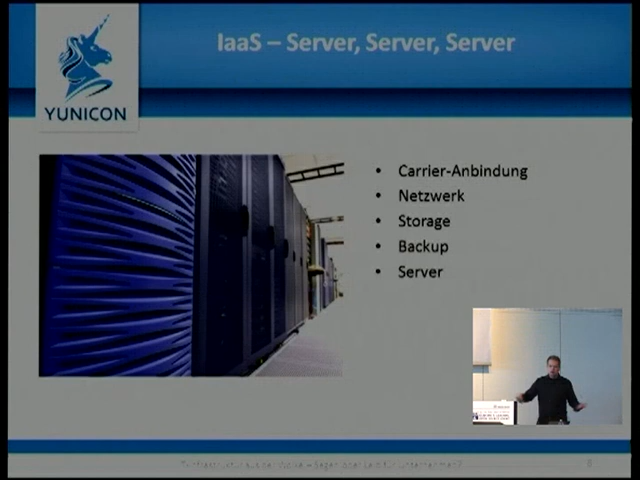 IaaS – Server, Server, Server
YUNICON
• Carrier-Anbindung
• Netzwerk
• Storage
• Backup
• Server